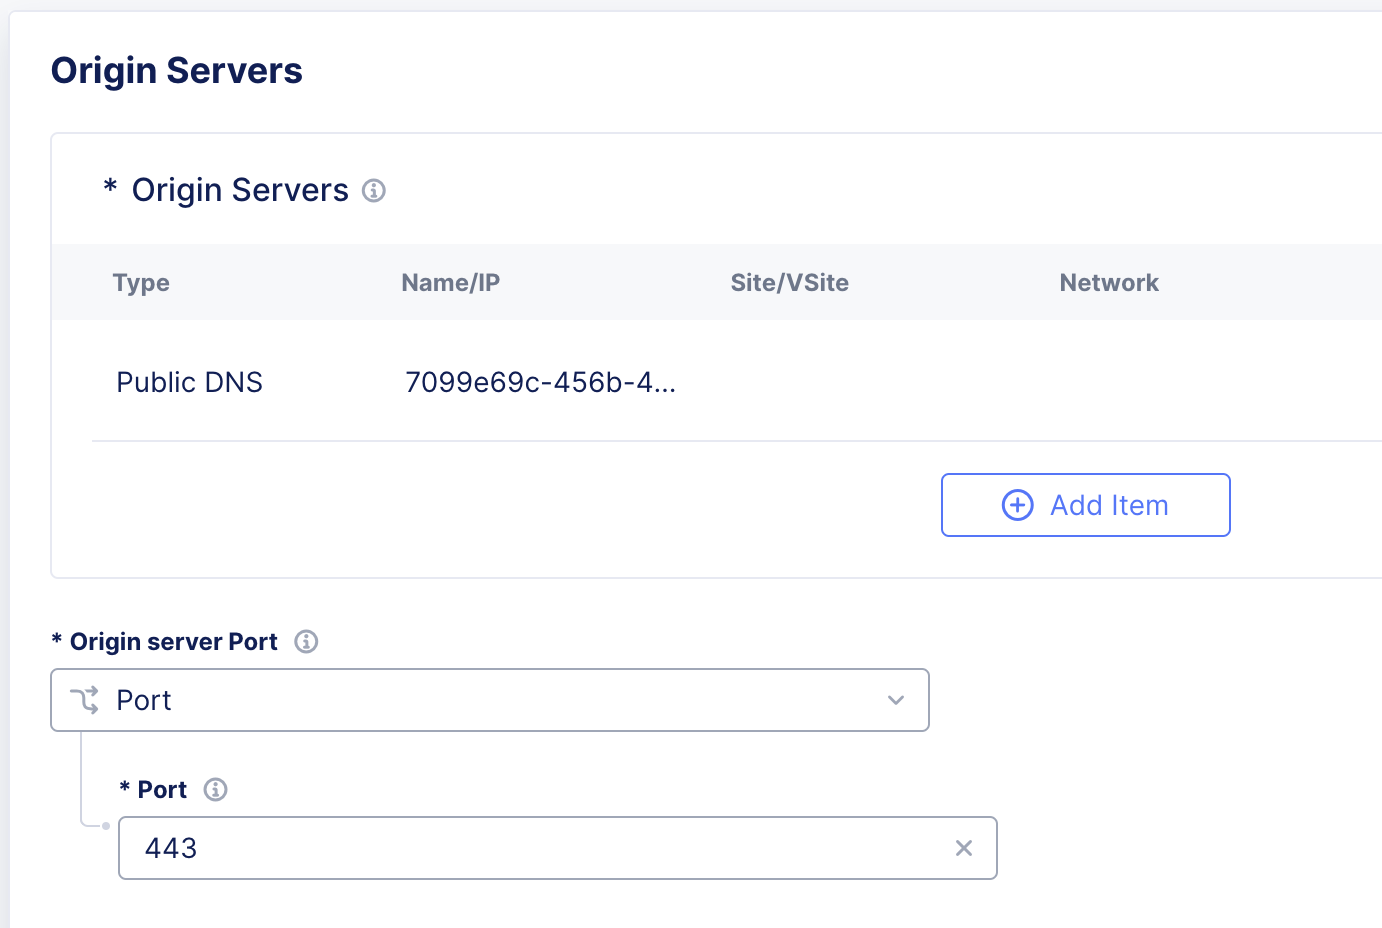 Origin Servers
* Origin Servers
Type Name/IP Site/VSite Network
Public DNS 7099e69c-456b-4...
Add Item
* Origin server Port
Port
* Port
443